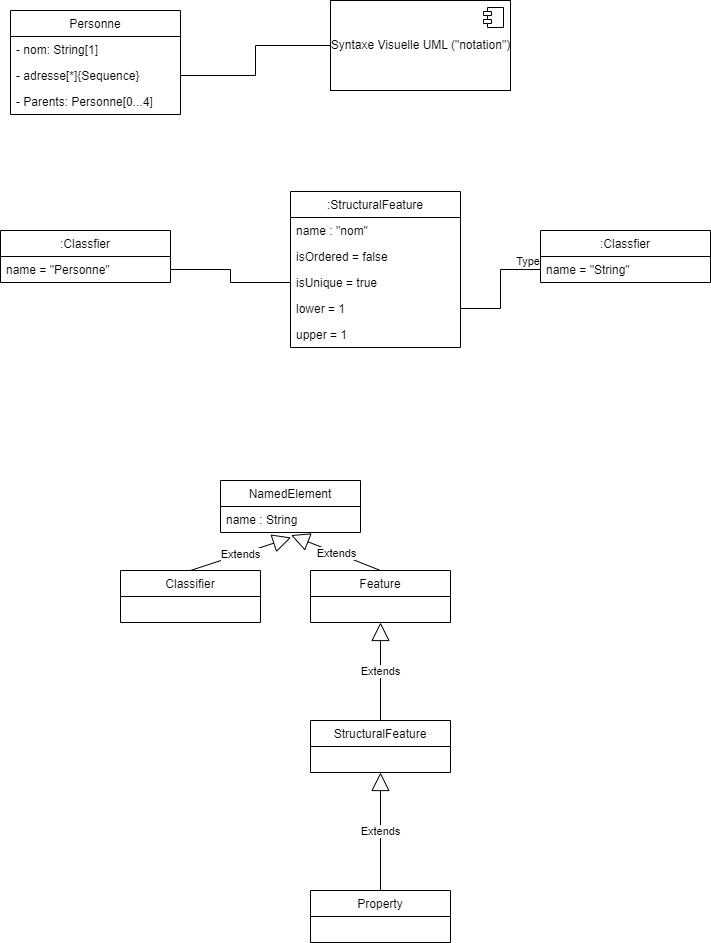 Personne
- nom: String[1]
- adresse[*]{Sequence}
- Parents: Personne[0...4]
Syntaxe Visuelle UML ("notation")
:Classfier
name = "Personne"
:StructuralFeature
name : "nom"
isOrdered = false
isUnique = true
lower = 1
upper = 1
Type
:Classfier
name = "String"
NamedElement
name : String
Extends
Extends
Classifier
Feature
Extends
StructuralFeature
Extends
Property